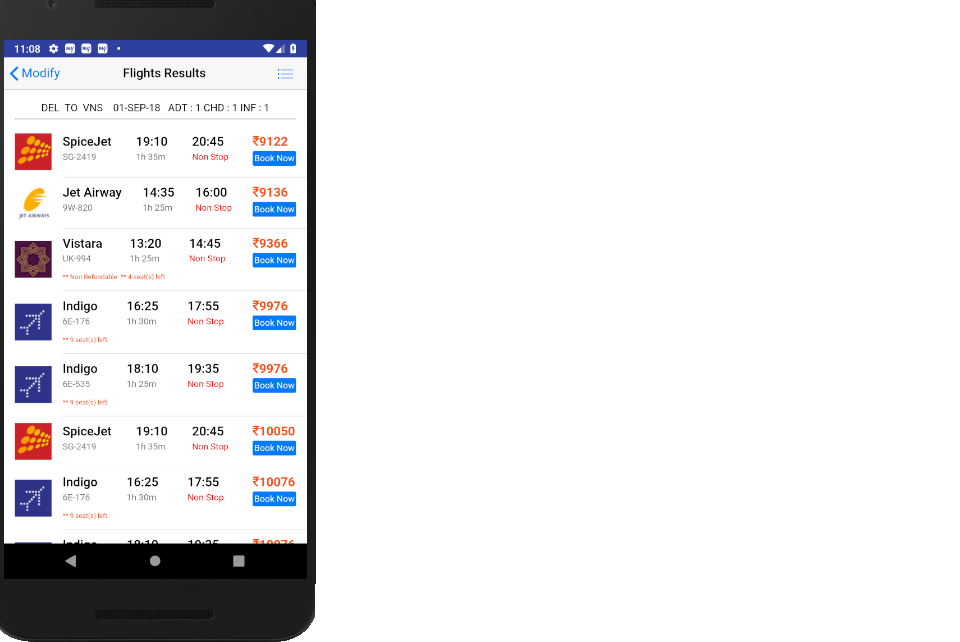 11:08
Modify Flights Results
DEL TO VNS 01-SEP-18 ADT : 1 CHD : 1 INF : 1
SpiceJet 19:10 20:45 ₹9122
SG-2419 1h 35m Non Stop Book Now
Jet Airway 14:35 16:00 ₹9136
JET AIRWAYS 9W-820 1h 25m Non Stop Book Now
Vistara 13:20 14:45 ₹9366
UK-994 1h 25m Non Stop Book Now
** Non Refundable ** 4 seat(s) left
Indigo 16:25 17:55 ₹9976
6E-176 1h 30m Non Stop Book Now
** 9 seat(s) left
Indigo 18:10 19:35 ₹9976
6E-535 1h 25m Non Stop Book Now
** 9 seat(s) left
SpiceJet 19:10 20:45 ₹10050
SG-2419 1h 35m Non Stop Book Now
Indigo 16:25 17:55 ₹10076
6E-176 1h 30m Non Stop Book Now
** 9 seat(s) left
Indigo 18:10 19:35 ₹10076